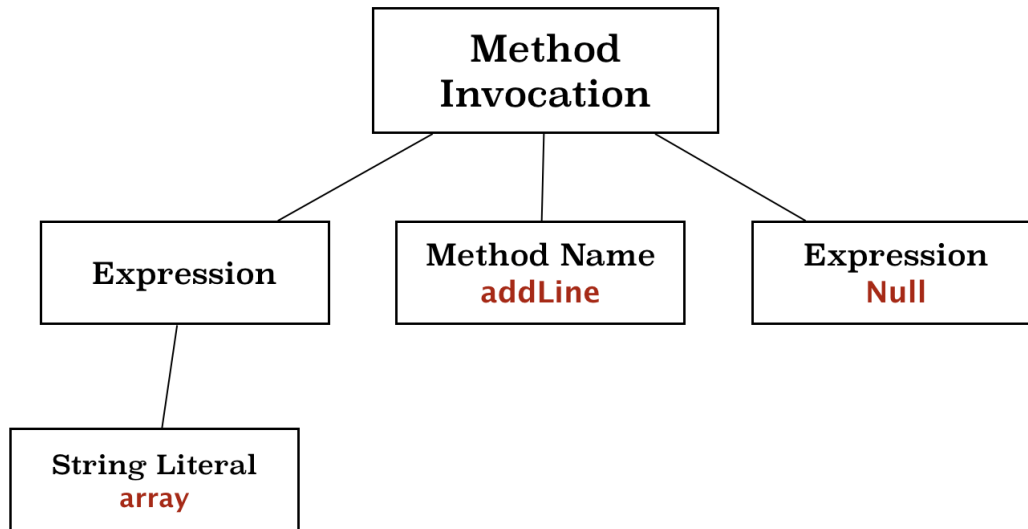 Method
Invocation
Expression
Method Name
addLine
Expression
Null
String Literal
array